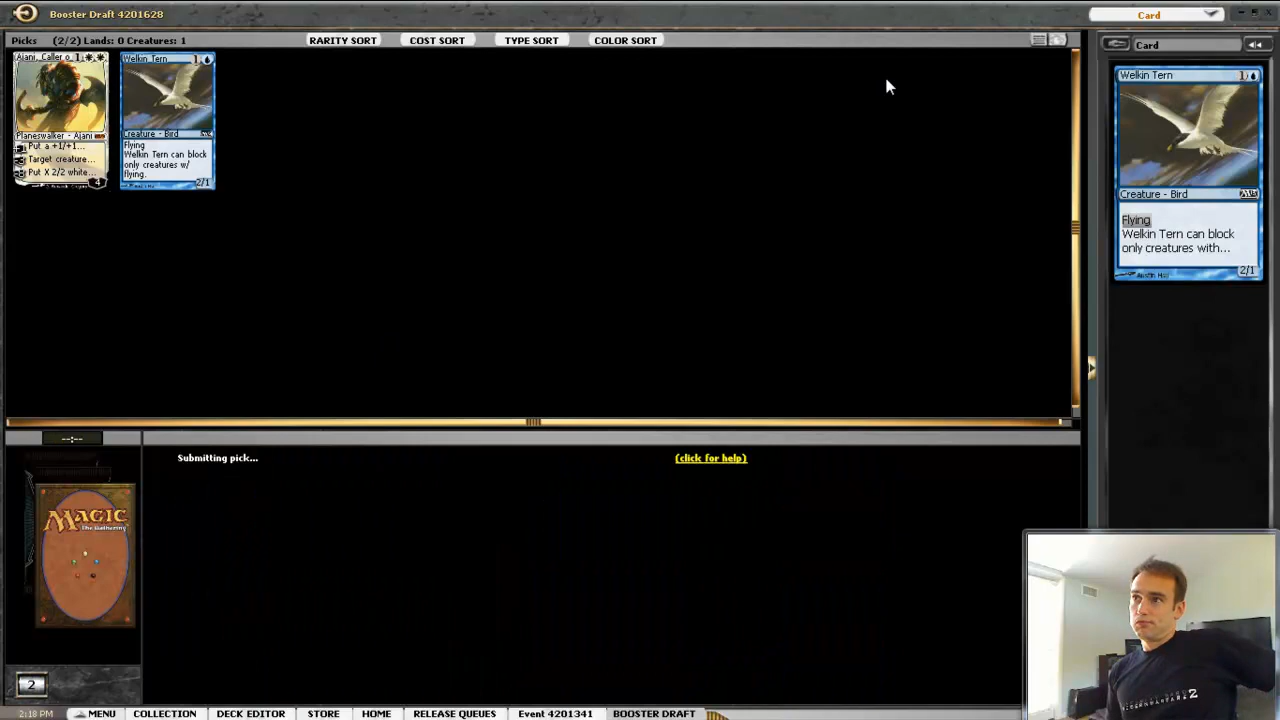 Booster Draft 4201628
Card
Picks (2/2) Lands: 0 Creatures: 1
RARITY SORT
COST SORT
TYPE SORT
COLOR SORT
Card
Ajani, Caller o 1
Planeswalker - Ajani
Put a +1/+1...
Target creature...
Put X 2/2 white...
4
Welkin Tern 1
Creature - Bird
Flying
Welkin Tern can block
only creatures w/
flying.
2/1
Welkin Tern 1
Creature - Bird
Flying
Welkin Tern can block
only creatures with...
2/1
--:--
Submitting pick...
(click for help)
MAGIC
The Gathering
2
2:18 PM
MENU
COLLECTION
DECK EDITOR
STORE
HOME
RELEASE QUEUES
Event 4201341
BOOSTER DRAFT